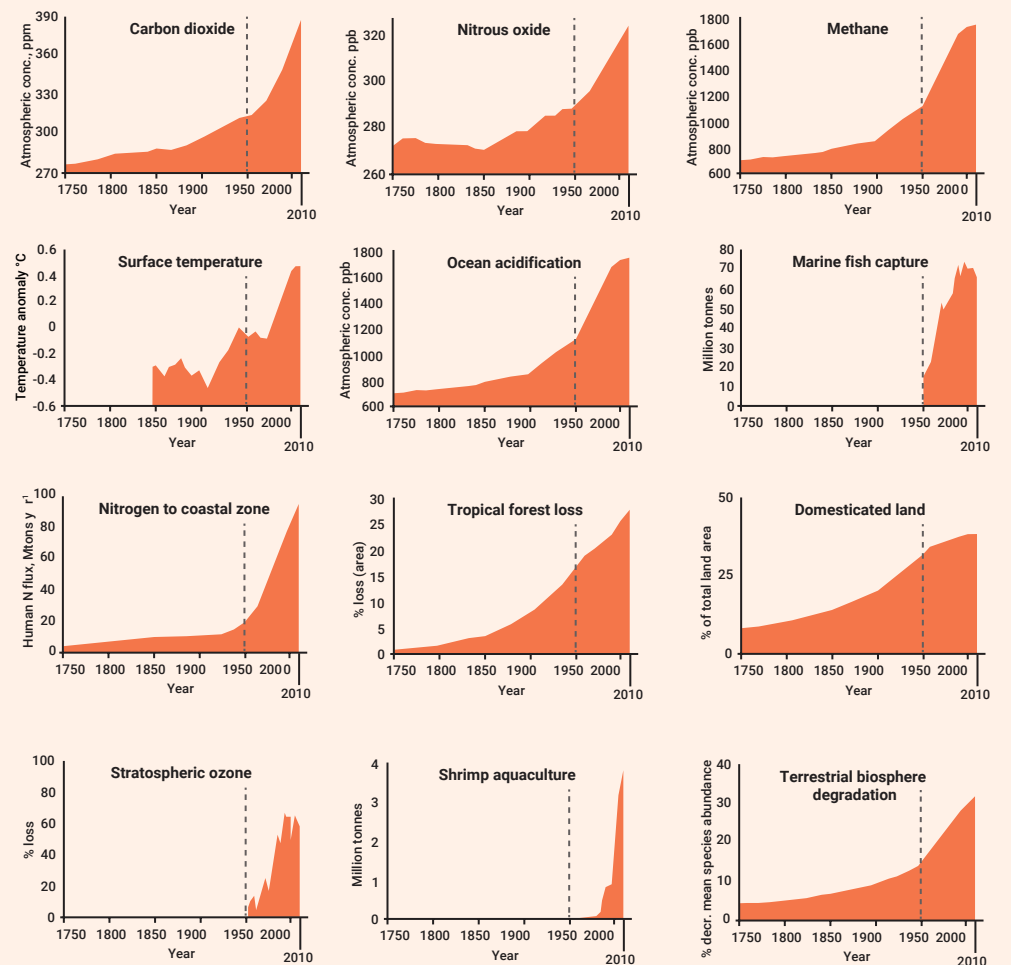 Carbon dioxide
Atmospheric conc., ppm
390
360
330
300
270
1750 1800 1850 1900 1950 2000
Year
2010
Nitrous oxide
Atmospheric conc. ppb
320
300
280
260
1750 1800 1850 1900 1950 2000
Year
2010
Methane
Atmospheric conc. ppb
1800
1600
1400
1200
1000
800
600
1750 1800 1850 1900 1950 2000
Year
2010
Surface temperature
Temperature anomaly °C
0.6
0.4
0.2
0
-0.2
-0.4
-0.6
1750 1800 1850 1900 1950 2000
Year
2010
Ocean acidification
Atmospheric conc. ppb
1800
1600
1400
1200
1000
800
600
1750 1800 1850 1900 1950 2000
Year
2010
Marine fish capture
Million tonnes
80
70
60
50
40
30
20
10
0
1750 1800 1850 1900 1950 2000
Year
2010
Nitrogen to coastal zone
Human N flux, Mtons y r¹
100
80
60
40
20
0
1750 1800 1850 1900 1950 2000
Year
2010
Tropical forest loss
% loss (area)
30
25
20
15
10
5
0
1750 1800 1850 1900 1950 2000
Year
2010
Domesticated land
% of total land area
50
25
0
1750 1800 1850 1900 1950 2000
Year
2010
Stratospheric ozone
% loss
100
80
60
40
20
0
1750 1800 1850 1900 1950 2000
Year
2010
Shrimp aquaculture
Million tonnes
4
3
2
1
0
1750 1800 1850 1900 1950 2000
Year
2010
Terrestrial biosphere
degradation
% decr. mean species abundance
40
30
20
10
0
1750 1800 1850 1900 1950 2000
Year
2010